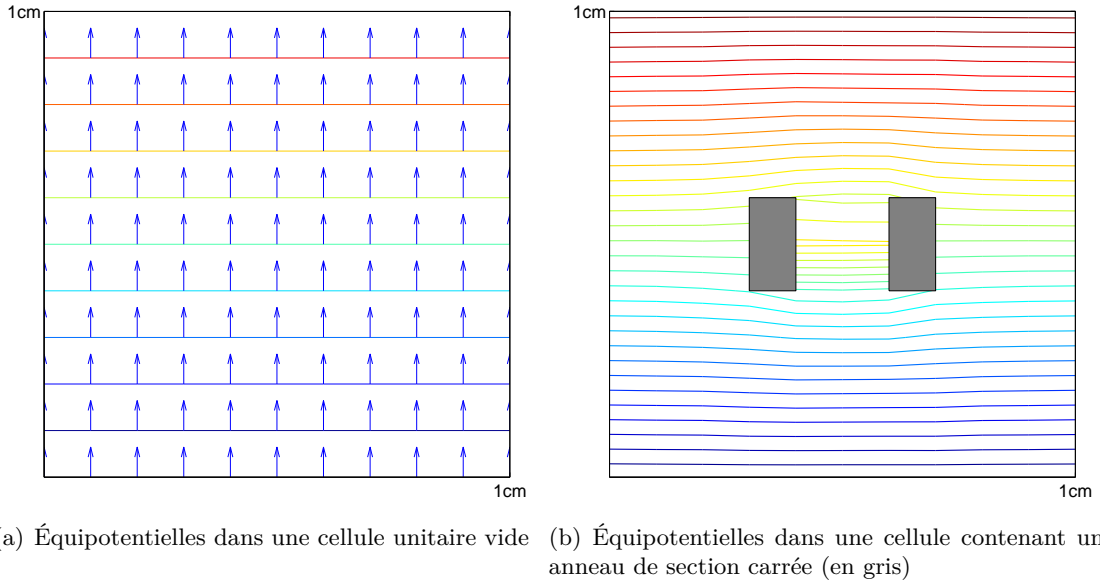 1cm
1cm
1cm
1cm
a) Équipotentielles dans une cellule unitaire vide
(b) Équipotentielles dans une cellule contenant un
anneau de section carrée (en gris)